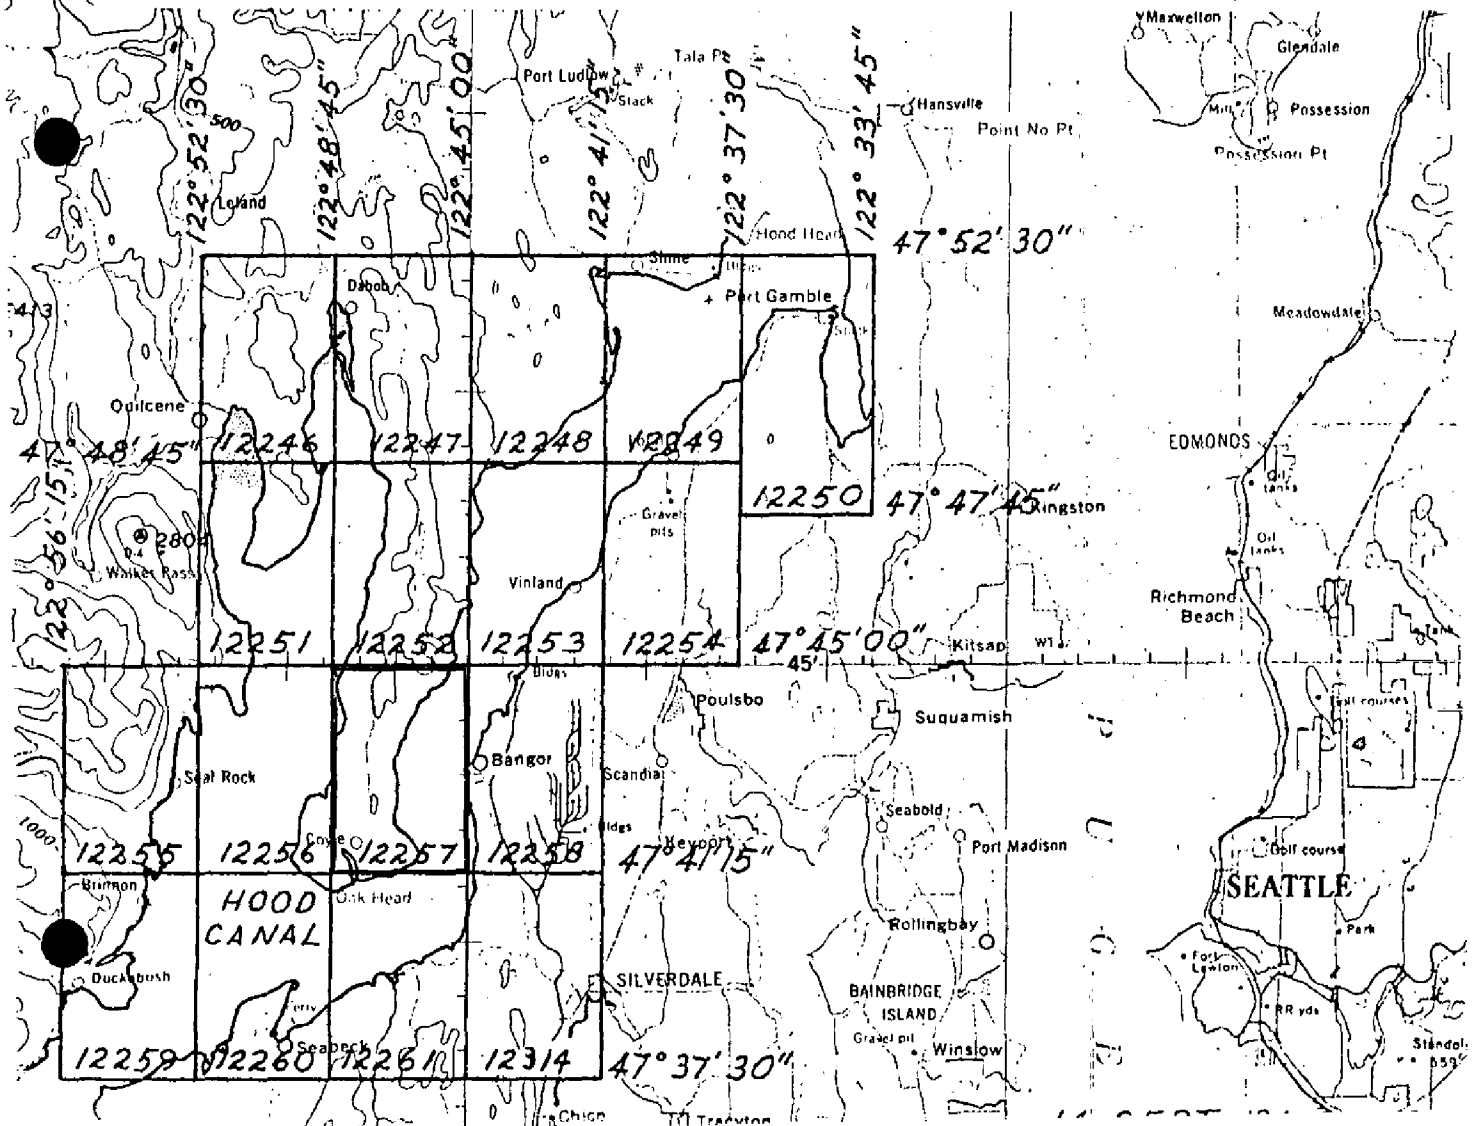 Maxwelton
Glendale
Port Ludlow
Stack
Hansville
Mill
Possession
Point No Pt
Possession Pt
500
122° 52' 30"
122° 48' 45"
122° 45' 00"
122° 41' 15"
122° 37' 30"
122° 33' 45"
Leland
Hood Head
47° 52' 30"
Shine
Dabob
Port Gamble
Meadowdale
Quilcene
47° 48' 45"
12246
12247
12248
12249
EDMONDS
Oil
tanks
12250
47° 47' 45"
Kingston
Gravel
pits
2804
Walker Pass
122° 56' 15"
Oil
tanks
Vinland
Richmond
Beach
12251
12252
12253
12254
47° 45' 00"
Kitsap
Tank
45'
Bldgs
Poulsbo
Suquamish
Golf courses
Bangor
Seal Rock
Scandia
Seabold
1000
Bldgs
Coyle
Keyport
Port Madison
Golf course
12255
12256
12257
12258
47° 41' 15"
Brinnon
HOOD
CANAL
Oak Head
SEATTLE
Rollingbay
Park
Duckabush
SILVERDALE
Fort
Lawton
BAINBRIDGE
ISLAND
RR yds
Gravel pit
Winslow
Seabeck
12259
12260
12261
12314
47° 37' 30"
P
U
G
E
Chico
Tracyton